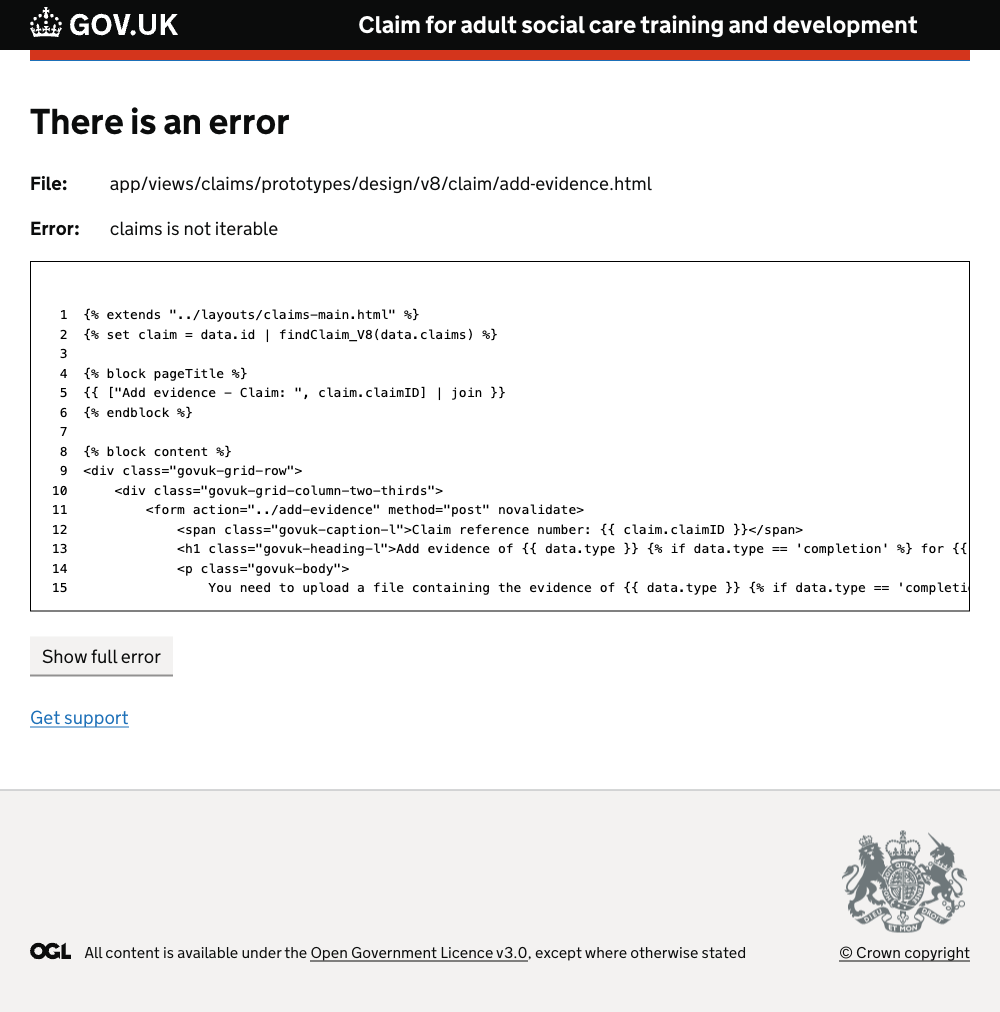 GOV.UK Claim for adult social care training and development
There is an error
File: app/views/claims/prototypes/design/v8/claim/add-evidence.html
Error: claims is not iterable
1 {% extends "../layouts/claims-main.html" %}
2 {% set claim = data.id | findClaim_V8(data.claims) %}
3
4 {% block pageTitle %}
5 {{ ["Add evidence - Claim: ", claim.claimID] | join }}
6 {% endblock %}
7
8 {% block content %}
9 <div class="govuk-grid-row">
10 <div class="govuk-grid-column-two-thirds">
11 <form action="../add-evidence" method="post" novalidate>
12 <span class="govuk-caption-l">Claim reference number: {{ claim.claimID }}</span>
13 <h1 class="govuk-heading-l">Add evidence of {{ data.type }} {% if data.type == 'completion' %} for {{
14 <p class="govuk-body">
15 You need to upload a file containing the evidence of {{ data.type }} {% if data.type == 'completi
Show full error
Get support
DIEU ET MON DROIT
OGL All content is available under the Open Government Licence v3.0, except where otherwise stated
© Crown copyright